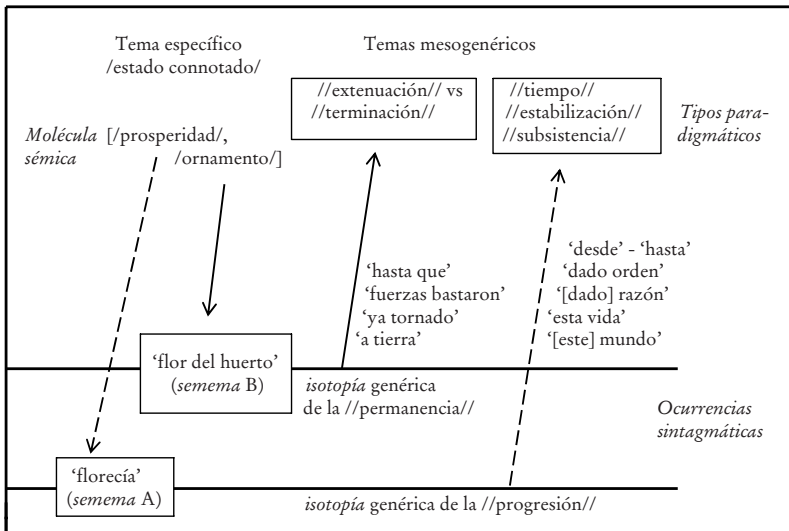 Tema específico
/estado connotado/
Temas mesogenéricos
//extenuación// vs
//terminación//
//tiempo//
//estabilización//
//subsistencia//
Tipos para-
digmáticos
Molécula [/prosperidad/,
sémica /ornamento/]
‘hasta que’
‘fuerzas bastaron’
‘ya tornado’
‘a tierra’
‘desde’ - ‘hasta’
‘dado orden’
‘[dado] razón’
‘esta vida’
‘[este] mundo’
‘flor del huerto’
(semema B)
isotopía genérica
de la //permanencia//
Ocurrencias
sintagmáticas
‘florecía’
(semema A)
isotopía genérica de la //progresión//